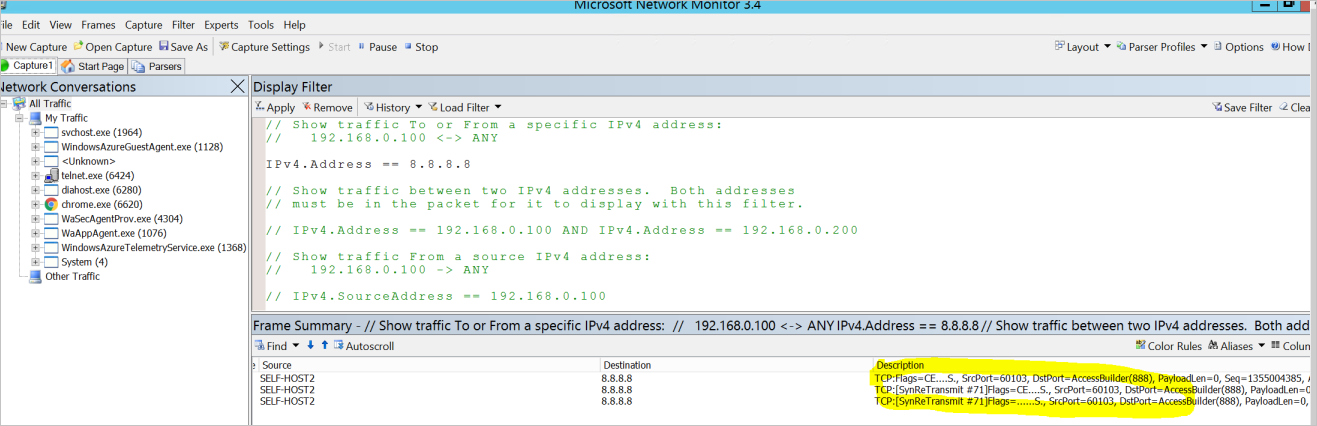 Microsoft Network Monitor 3.4
ile Edit View Frames Capture Filter Experts Tools Help
New Capture Open Capture Save As Capture Settings Start Pause Stop Layout Parser Profiles Options How D
Capture1 Start Page Parsers
Network Conversations
All Traffic
My Traffic
svchost.exe (1964)
WindowsAzureGuestAgent.exe (1128)
<Unknown>
telnet.exe (6424)
diahost.exe (6280)
chrome.exe (6620)
WaSecAgentProv.exe (4304)
WaAppAgent.exe (1076)
WindowsAzureTelemetryService.exe (1368)
System (4)
Other Traffic
Display Filter
Apply Remove History Load Filter Save Filter Clea
// Show traffic To or From a specific IPv4 address:
// 192.168.0.100 <-> ANY
IPv4.Address == 8.8.8.8
// Show traffic between two IPv4 addresses. Both addresses
// must be in the packet for it to display with this filter.
// IPv4.Address == 192.168.0.100 AND IPv4.Address == 192.168.0.200
// Show traffic From a source IPv4 address:
// 192.168.0.100 -> ANY
// IPv4.SourceAddress == 192.168.0.100
Frame Summary - // Show traffic To or From a specific IPv4 address: // 192.168.0.100 <-> ANY IPv4.Address == 8.8.8.8 // Show traffic between two IPv4 addresses. Both add
Find Autoscroll Color Rules Aliases Colum
e Source Destination Description
SELF-HOST2 8.8.8.8 TCP:Flags=CE....S., SrcPort=60103, DstPort=AccessBuilder(888), PayloadLen=0, Seq=1355004385, A
SELF-HOST2 8.8.8.8 TCP:[SynReTransmit #71]Flags=CE....S., SrcPort=60103, DstPort=AccessBuilder(888), PayloadLen=0
SELF-HOST2 8.8.8.8 TCP:[SynReTransmit #71]Flags=......S., SrcPort=60103, DstPort=AccessBuilder(888), PayloadLen=0,